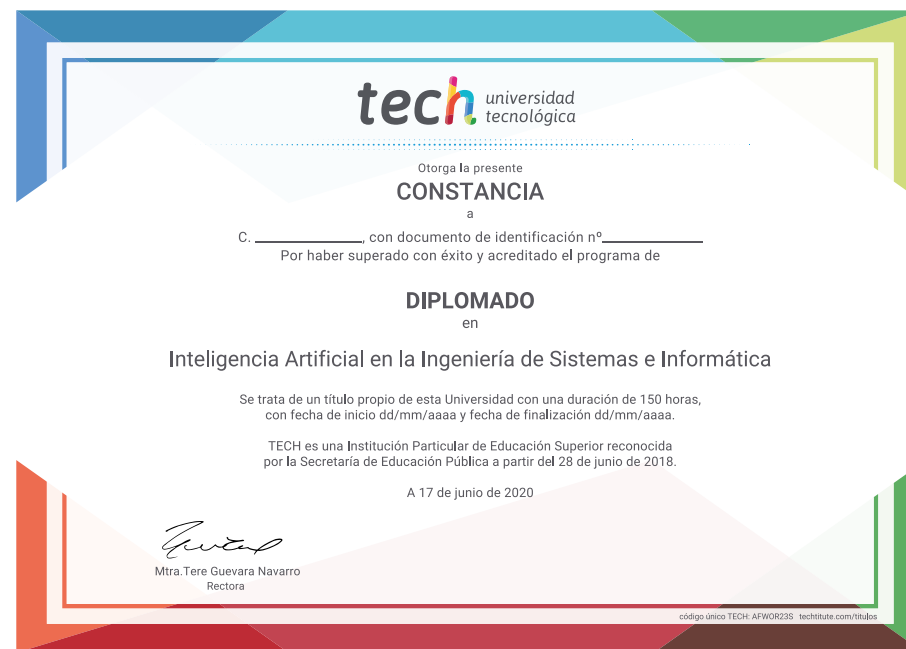 tech universidad
tecnológica
Otorga la presente
CONSTANCIA
a
C. ____________, con documento de identificación nº____________
Por haber superado con éxito y acreditado el programa de
DIPLOMADO
en
Inteligencia Artificial en la Ingeniería de Sistemas e Informática
Se trata de un título propio de esta Universidad con una duración de 150 horas,
con fecha de inicio dd/mm/aaaa y fecha de finalización dd/mm/aaaa.
TECH es una Institución Particular de Educación Superior reconocida
por la Secretaría de Educación Pública a partir del 28 de junio de 2018.
A 17 de junio de 2020
Mtra.Tere Guevara Navarro
Rectora
código único TECH: AFWOR23S techtitute.com/titulos